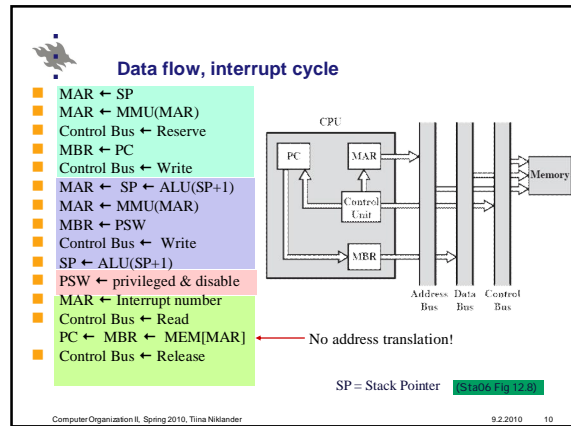 Data flow, interrupt cycle
MAR ← SP
MAR ← MMU(MAR)
Control Bus ← Reserve
MBR ← PC
Control Bus ← Write
MAR ← SP ← ALU(SP+1)
MAR ← MMU(MAR)
MBR ← PSW
Control Bus ← Write
SP ← ALU(SP+1)
PSW ← privileged & disable
MAR ← Interrupt number
Control Bus ← Read
PC ← MBR ← MEM[MAR]
Control Bus ← Release
No address translation!
CPU
PC
MAR
Control
Unit
MBR
Memory
Address
Bus
Data
Bus
Control
Bus
SP = Stack Pointer
(Sta06 Fig 12.8)
Computer Organization II, Spring 2010, Tiina Niklander
9.2.2010
10